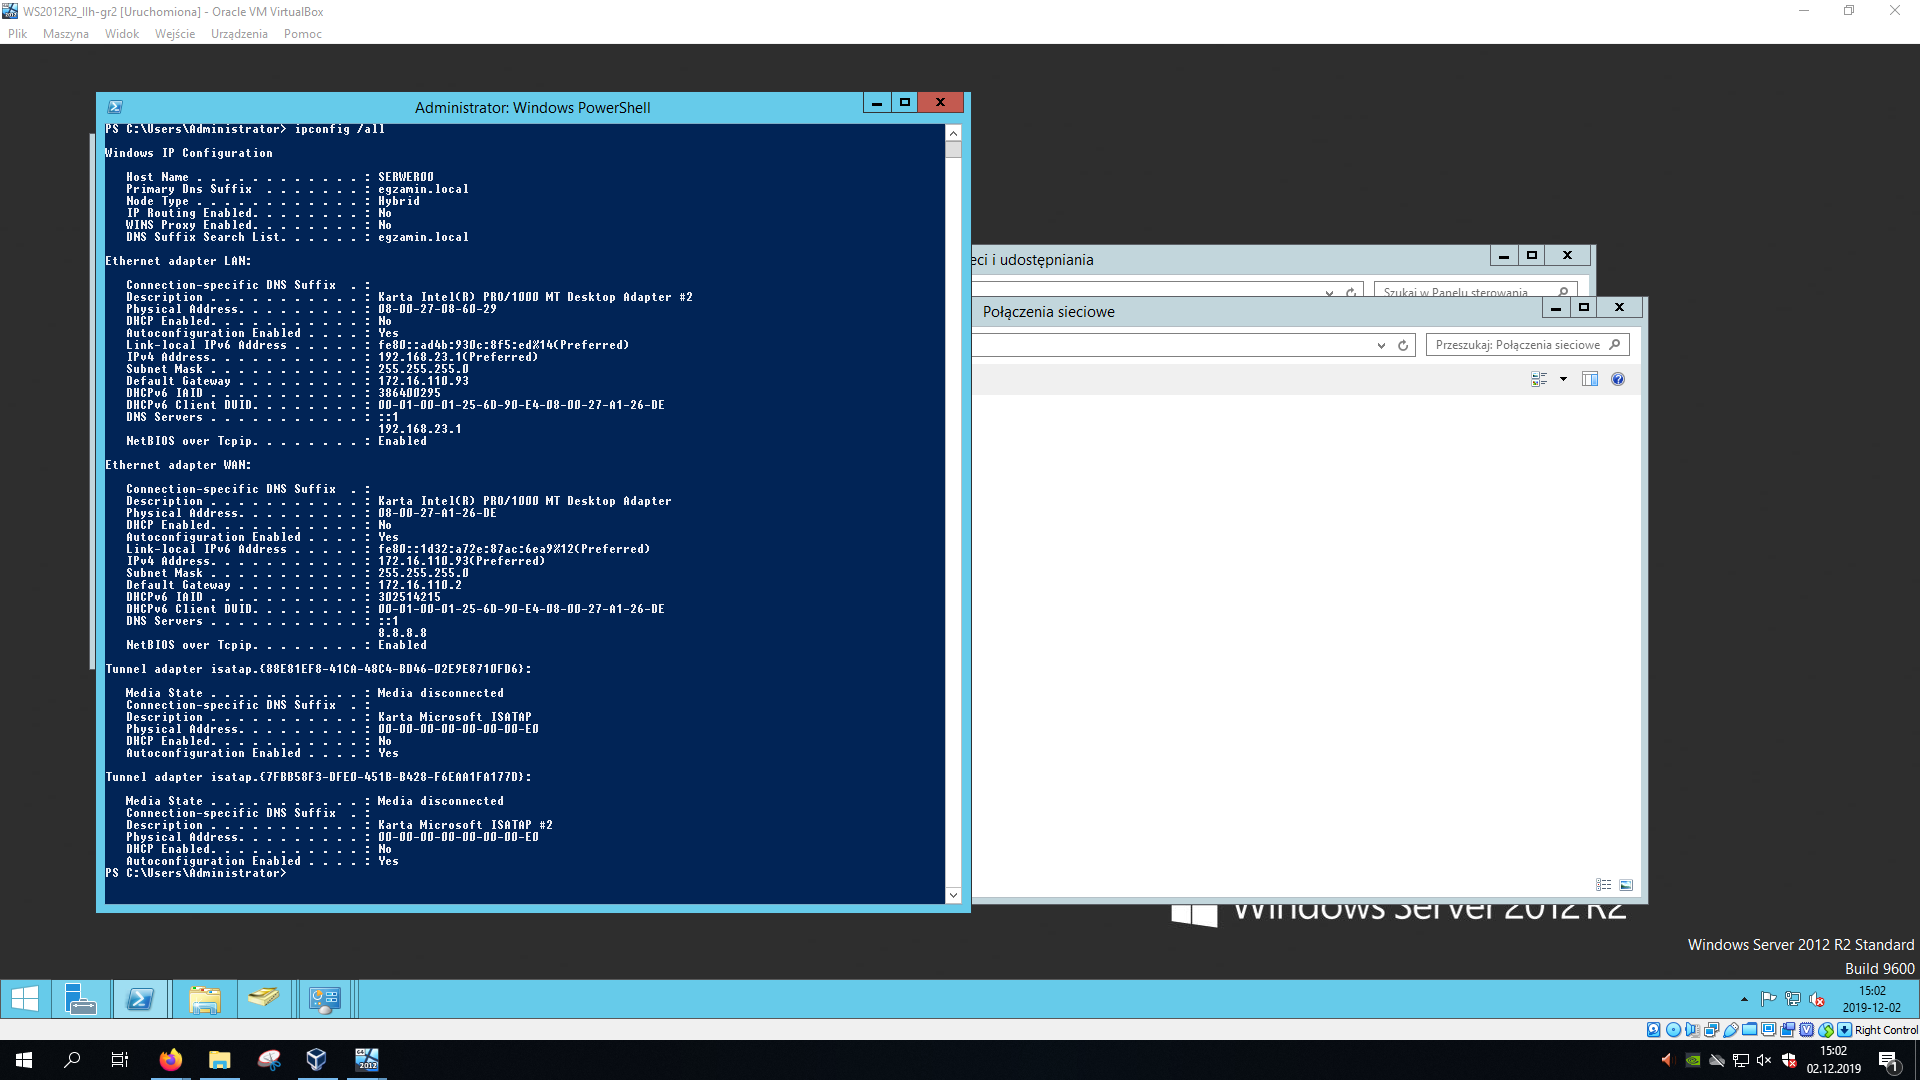 WS2012R2_llh-gr2 [Uruchomiona] - Oracle VM VirtualBox
Plik Maszyna Widok Wejście Urządzenia Pomoc
Administrator: Windows PowerShell
PS C:\Users\Administrator> ipconfig /all
Windows IP Configuration
Host Name . . . . . . . . . . . . : SERWER00
Primary Dns Suffix . . . . . . . : egzamin.local
Node Type . . . . . . . . . . . . : Hybrid
IP Routing Enabled. . . . . . . . : No
WINS Proxy Enabled. . . . . . . . : No
DNS Suffix Search List. . . . . . : egzamin.local
Ethernet adapter LAN:
Connection-specific DNS Suffix . :
Description . . . . . . . . . . . : Karta Intel(R) PRO/1000 MT Desktop Adapter #2
Physical Address. . . . . . . . . : 08-00-27-08-60-29
DHCP Enabled. . . . . . . . . . . : No
Autoconfiguration Enabled . . . . : Yes
Link-local IPv6 Address . . . . . : fe80::ad4b:930c:8f5:ed%14(Preferred)
IPv4 Address. . . . . . . . . . . : 192.168.23.1(Preferred)
Subnet Mask . . . . . . . . . . . : 255.255.255.0
Default Gateway . . . . . . . . . : 172.16.110.93
DHCPv6 IAID . . . . . . . . . . . : 386400295
DHCPv6 Client DUID. . . . . . . . : 00-01-00-01-25-6D-90-E4-08-00-27-A1-26-DE
DNS Servers . . . . . . . . . . . : ::1
192.168.23.1
NetBIOS over Tcpip. . . . . . . . : Enabled
Ethernet adapter WAN:
Connection-specific DNS Suffix . :
Description . . . . . . . . . . . : Karta Intel(R) PRO/1000 MT Desktop Adapter
Physical Address. . . . . . . . . : 08-00-27-A1-26-DE
DHCP Enabled. . . . . . . . . . . : No
Autoconfiguration Enabled . . . . : Yes
Link-local IPv6 Address . . . . . : fe80::1d32:a72e:87ac:6ea9%12(Preferred)
IPv4 Address. . . . . . . . . . . : 172.16.110.93(Preferred)
Subnet Mask . . . . . . . . . . . : 255.255.255.0
Default Gateway . . . . . . . . . : 172.16.110.2
DHCPv6 IAID . . . . . . . . . . . : 302514215
DHCPv6 Client DUID. . . . . . . . : 00-01-00-01-25-6D-90-E4-08-00-27-A1-26-DE
DNS Servers . . . . . . . . . . . : ::1
8.8.8.8
NetBIOS over Tcpip. . . . . . . . : Enabled
Tunnel adapter isatap.{88E81EF8-41CA-48C4-BD46-02E9E8710FD6}:
Media State . . . . . . . . . . . : Media disconnected
Connection-specific DNS Suffix . :
Description . . . . . . . . . . . : Karta Microsoft ISATAP
Physical Address. . . . . . . . . : 00-00-00-00-00-00-00-E0
DHCP Enabled. . . . . . . . . . . : No
Autoconfiguration Enabled . . . . : Yes
Tunnel adapter isatap.{7FBB58F3-DFE0-451B-B428-F6EAA1FA177D}:
Media State . . . . . . . . . . . : Media disconnected
Connection-specific DNS Suffix . :
Description . . . . . . . . . . . : Karta Microsoft ISATAP #2
Physical Address. . . . . . . . . : 00-00-00-00-00-00-00-E0
DHCP Enabled. . . . . . . . . . . : No
Autoconfiguration Enabled . . . . : Yes
PS C:\Users\Administrator>
eci i udostępniania
Szukaj w Panelu sterowania
Połączenia sieciowe
Przeszukaj: Połączenia sieciowe
Windows Server 2012 R2
Windows Server 2012 R2 Standard
Build 9600
15:02
2019-12-02
Right Control
2012
15:02
02.12.2019
1